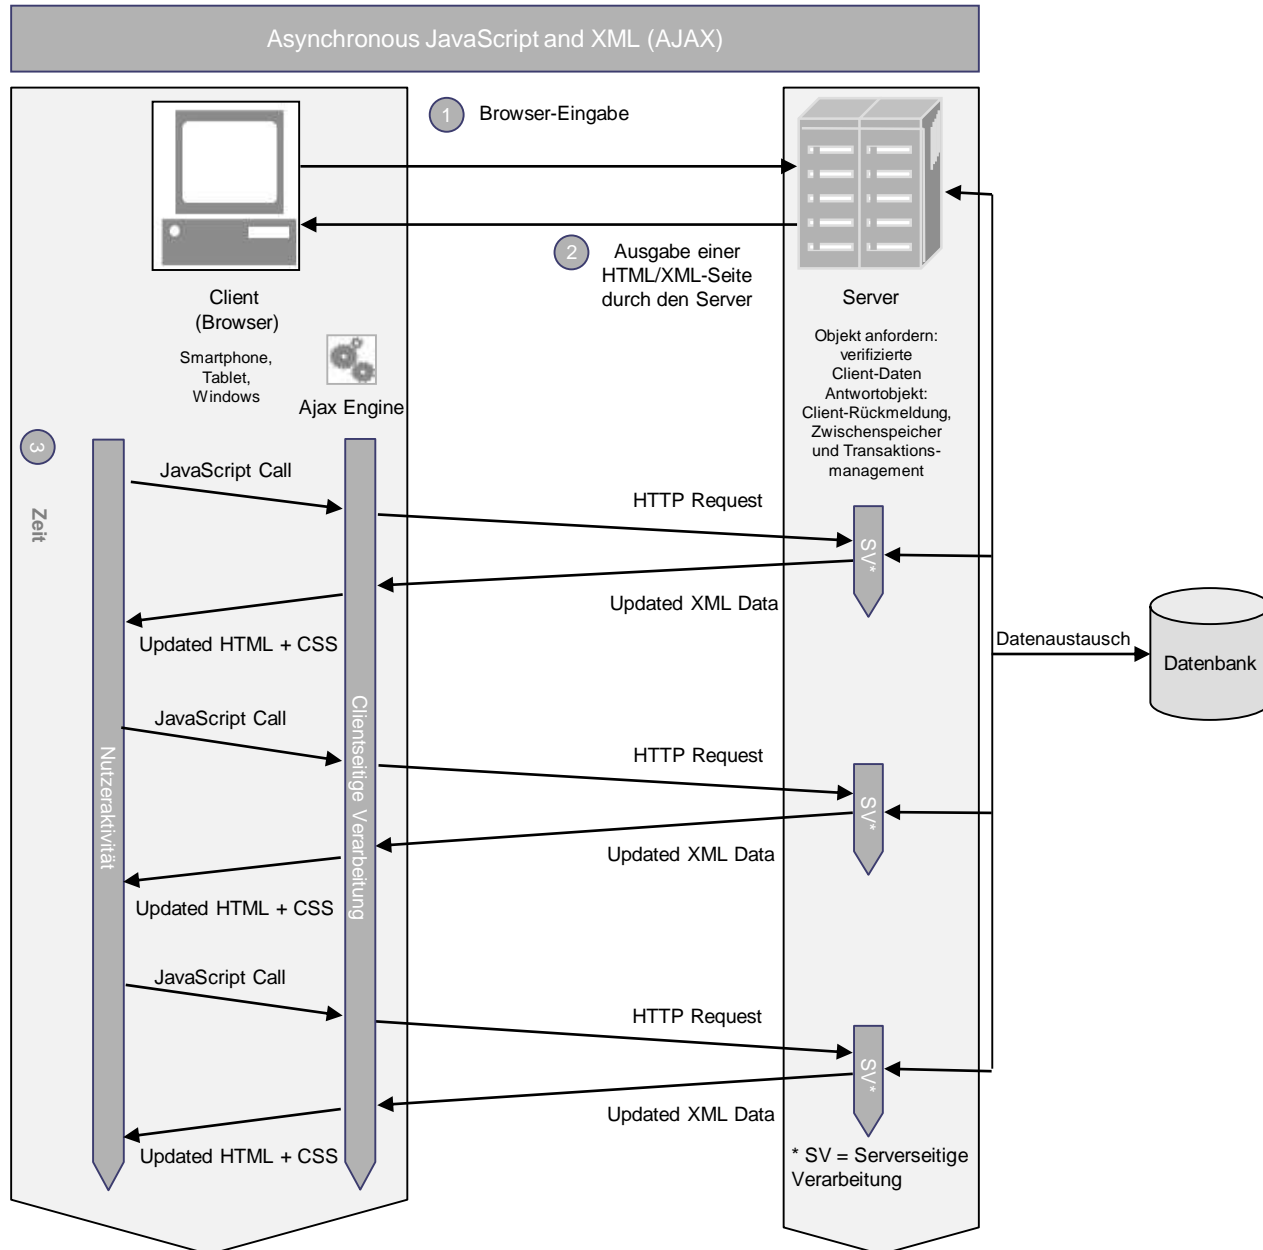 Asynchronous JavaScript and XML (AJAX)
1
Browser-Eingabe
2
Ausgabe einer
HTML/XML-Seite
durch den Server
Client
(Browser)
Smartphone,
Tablet,
Windows
Ajax Engine
Server
Objekt anfordern:
verifizierte
Client-Daten
Antwortobjekt:
Client-Rückmeldung,
Zwischenspeicher
und Transaktions-
management
3
Zeit
JavaScript Call
HTTP Request
SV*
Updated XML Data
Updated HTML + CSS
Datenaustausch
Datenbank
Nutzeraktivität
Clientseitige Verarbeitung
JavaScript Call
HTTP Request
SV*
Updated XML Data
Updated HTML + CSS
JavaScript Call
HTTP Request
SV*
Updated XML Data
Updated HTML + CSS
* SV = Serverseitige
Verarbeitung